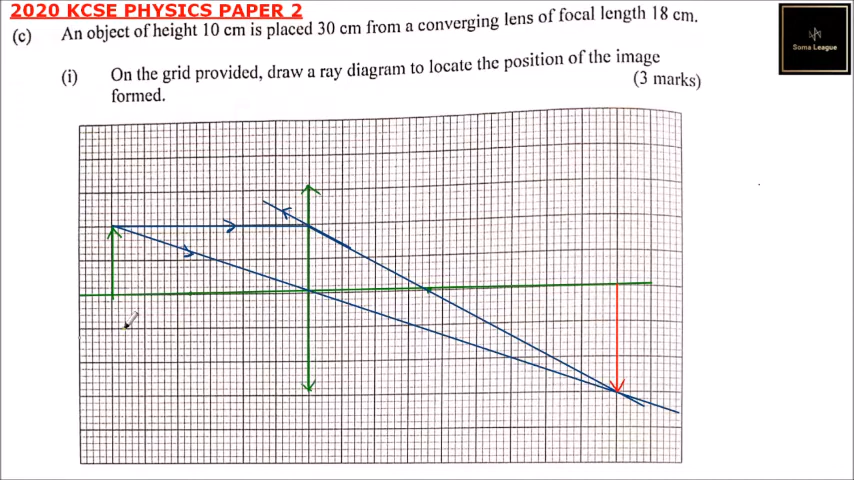 2020 KCSE PHYSICS PAPER 2
(c) An object of height 10 cm is placed 30 cm from a converging lens of focal length 18 cm.
(i) On the grid provided, draw a ray diagram to locate the position of the image
formed. (3 marks)
Soma League